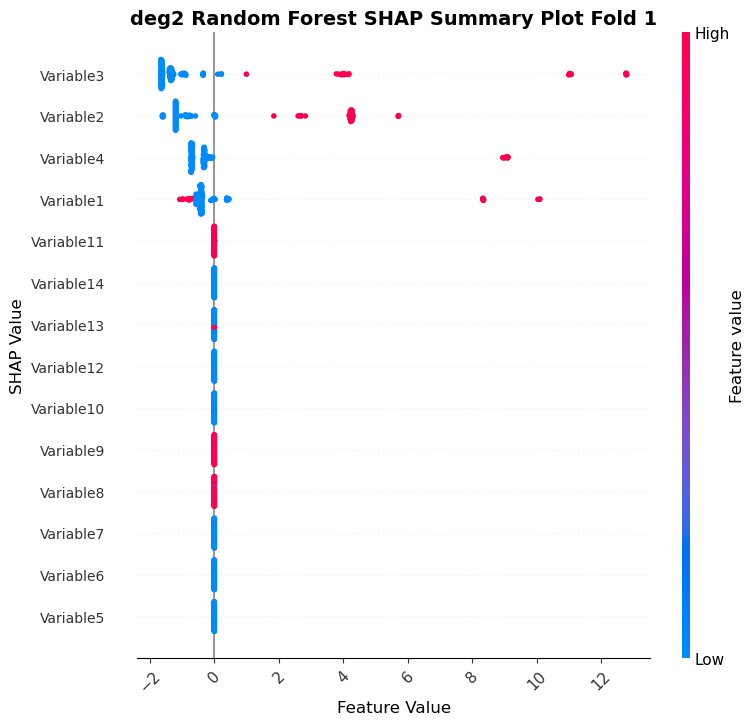 deg2 Random Forest SHAP Summary Plot Fold 1
High
Variable3
Variable2
Variable4
Variable1
Variable11
Variable14
Variable13
Variable12
Variable10
Variable9
Variable8
Variable7
Variable6
Variable5
SHAP Value
Feature value
Low
−2
0
2
4
6
8
10
12
Feature Value